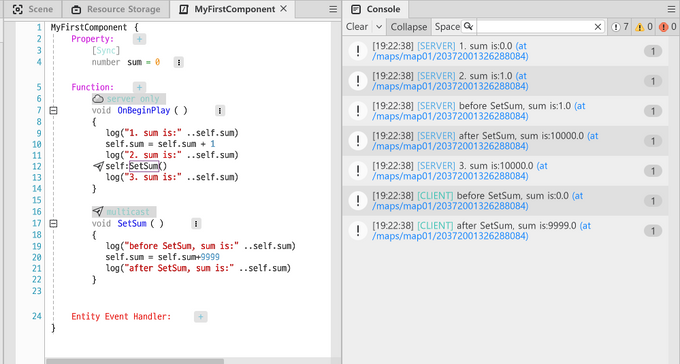 Scene
Resource Storage
MyFirstComponent
1 MyFirstComponent {
2 Property: +
3 [Sync]
4 number sum = 0
5 Function: +
6 server only
7 void OnBeginPlay ( )
8 {
9 log("1. sum is:" ..self.sum)
10 self.sum = self.sum + 1
11 log("2. sum is:" ..self.sum)
12 self:SetSum()
13 log("3. sum is:" ..self.sum)
14 }
15
16 multicast
17 void SetSum ( )
18 {
19 log("before SetSum, sum is:" ..self.sum)
20 self.sum = self.sum+9999
21 log("after SetSum, sum is:" ..self.sum)
22 }
23
24 Entity Event Handler: +
}
Console
Clear Collapse Space 7 0 0
[19:22:38] [SERVER] 1. sum is:0.0 (at
/maps/map01/20372001326288084) 1
[19:22:38] [SERVER] 2. sum is:1.0 (at
/maps/map01/20372001326288084) 1
[19:22:38] [SERVER] before SetSum, sum is:1.0 (at
/maps/map01/20372001326288084) 1
[19:22:38] [SERVER] after SetSum, sum is:10000.0 (at
/maps/map01/20372001326288084) 1
[19:22:38] [SERVER] 3. sum is:10000.0 (at
/maps/map01/20372001326288084) 1
[19:22:38] [CLIENT] before SetSum, sum is:0.0 (at
/maps/map01/20372001326288084) 1
[19:22:38] [CLIENT] after SetSum, sum is:9999.0 (at
/maps/map01/20372001326288084) 1